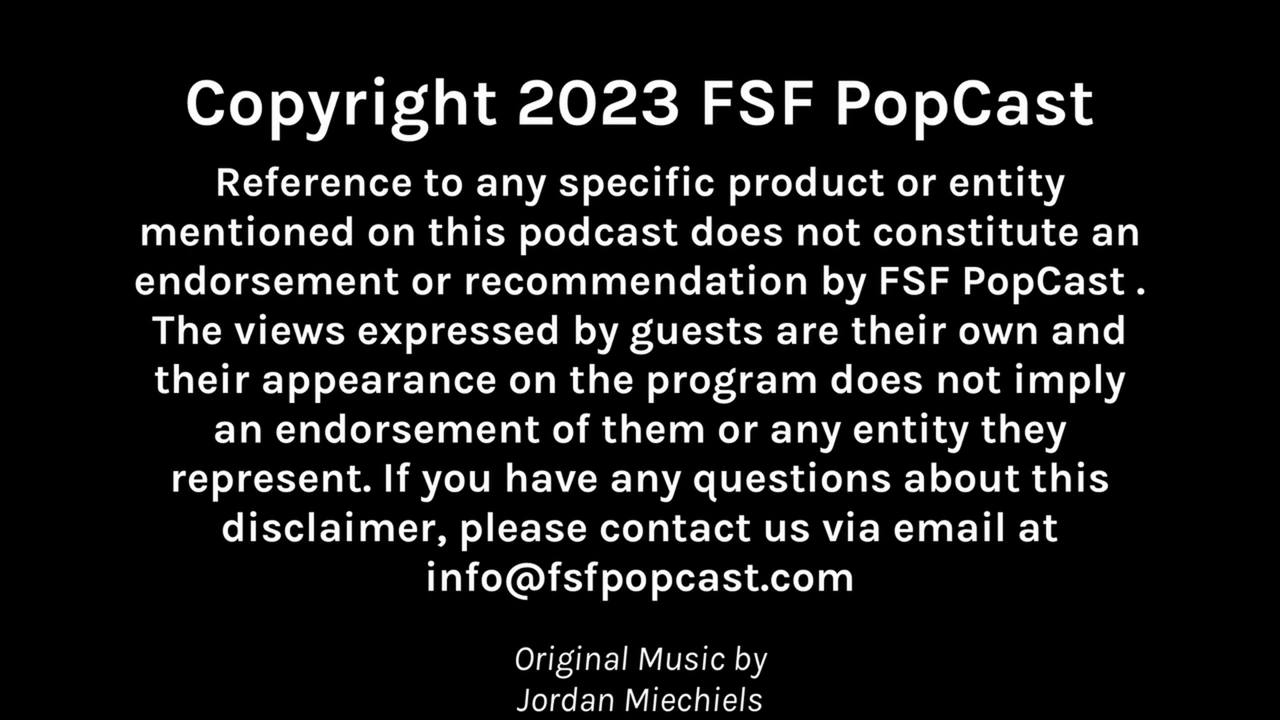 Copyright 2023 FSF PopCast
Reference to any specific product or entity
mentioned on this podcast does not constitute an
endorsement or recommendation by FSF PopCast .
The views expressed by guests are their own and
their appearance on the program does not imply
an endorsement of them or any entity they
represent. If you have any questions about this
disclaimer, please contact us via email at
info@fsfpopcast.com
Original Music by
Jordan Miechiels